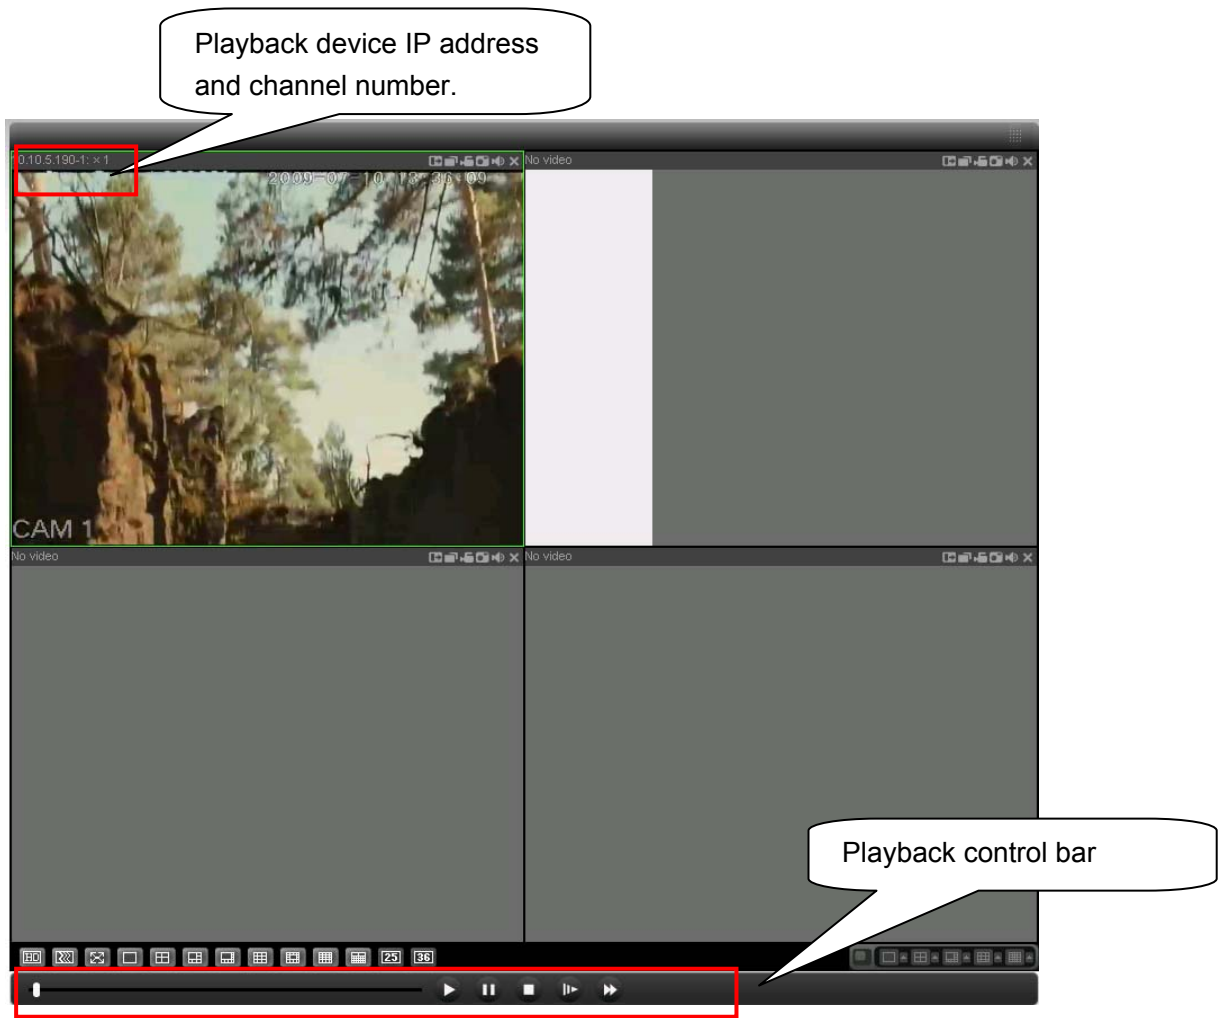 Playback device IP address
and channel number.
0.10.5.190-1: × 1
No video
2009-07-10 13:36:09
CAM 1
No video
No video
Playback control bar
HD
25
36